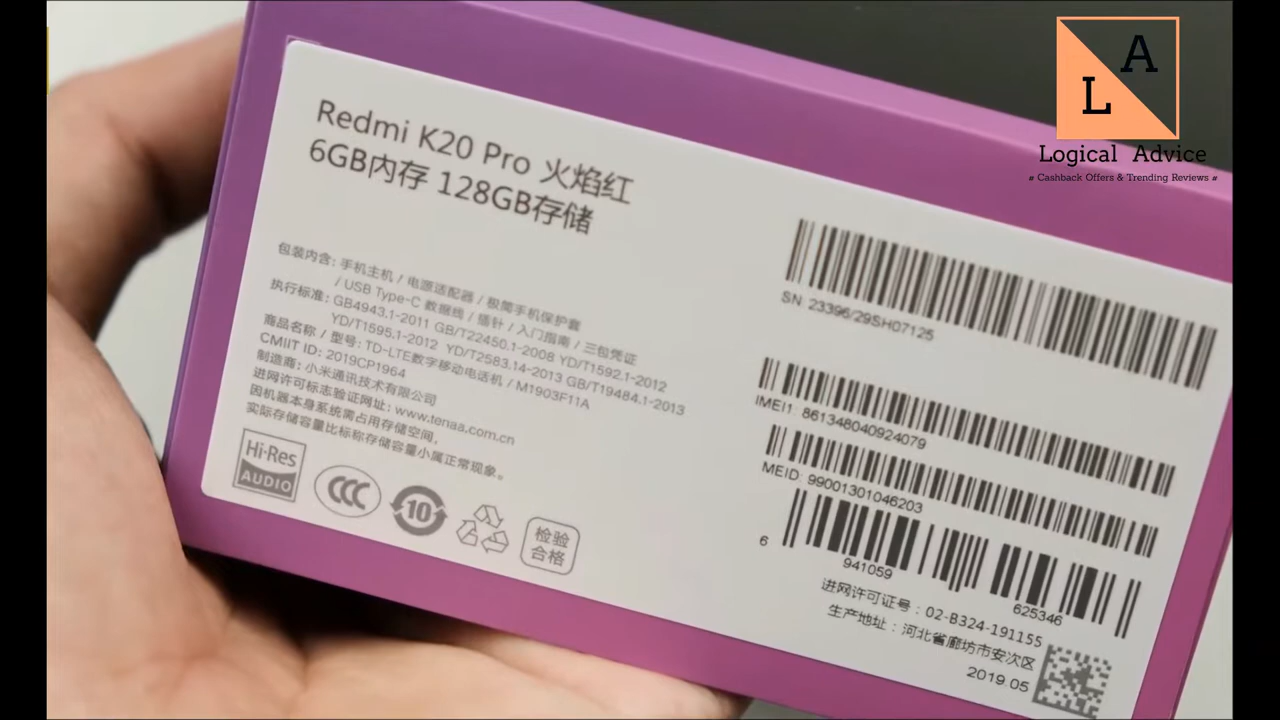 Redmi K20 Pro 火焰红
6GB内存 128GB存储
包装内含: 手机主机 / 电源适配器 / 极简手机保护套
/ USB Type-C 数据线 / 插针 / 入门指南 / 三包凭证
执行标准: GB4943.1-2011 GB/T22450.1-2008 YD/T1592.1-2012
YD/T1595.1-2012 YD/T2583.14-2013 GB/T19484.1-2013
商品名称 / 型号: TD-LTE数字移动电话机 / M1903F11A
CMIIT ID: 2019CP1964
制造商: 小米通讯技术有限公司
进网许可标志验证网址: www.tenaa.com.cn
因机器本身系统需占用存储空间,
实际存储容量比标称存储容量小属正常现象。
Hi-Res
AUDIO
CCC
10
检验
合格
SN: 23396/29SH07125
IMEI1: 861348040924079
MEID: 99001301046203
6 941059 625346
进网许可证号: 02-B324-191155
生产地址: 河北省廊坊市安次区
2019.05
L A
Logical Advice
# Cashback Offers & Trending Reviews #